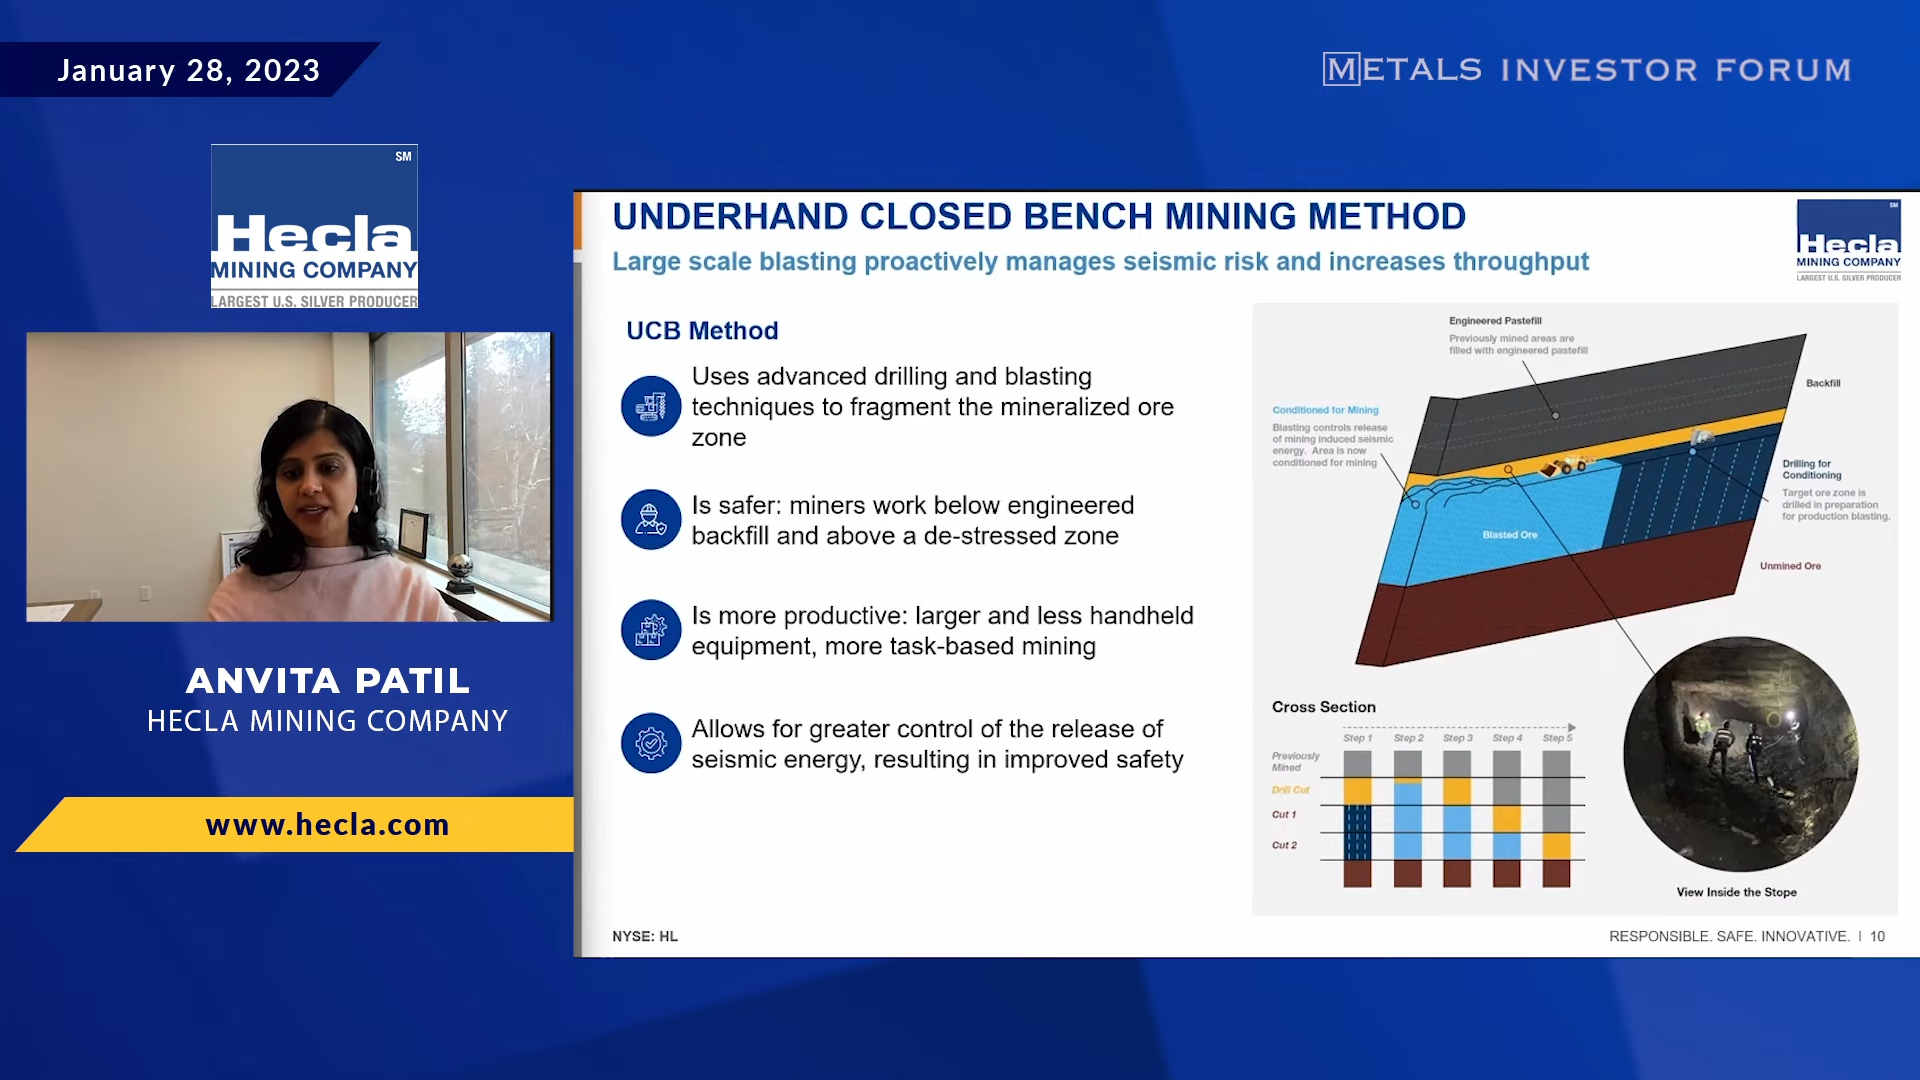 January 28, 2023
METALS INVESTOR FORUM
SM
Hecla
MINING COMPANY
LARGEST U.S. SILVER PRODUCER
ANVITA PATIL
HECLA MINING COMPANY
www.hecla.com
UNDERHAND CLOSED BENCH MINING METHOD
Large scale blasting proactively manages seismic risk and increases throughput
SM
Hecla
MINING COMPANY
LARGEST U.S. SILVER PRODUCER
UCB Method
Uses advanced drilling and blasting
techniques to fragment the mineralized ore
zone
Is safer: miners work below engineered
backfill and above a de-stressed zone
Is more productive: larger and less handheld
equipment, more task-based mining
Allows for greater control of the release of
seismic energy, resulting in improved safety
Engineered Pastefill
Previously mined areas are
filled with engineered pastefill
Backfill
Conditioned for Mining
Blasting controls release
of mining induced seismic
energy. Area is now
conditioned for mining
Drilling for
Conditioning
Target ore zone is
drilled in preparation
for production blasting.
Blasted Ore
Unmined Ore
Cross Section
Step 1 Step 2 Step 3 Step 4 Step 5
Previously
Mined
Drill Cut
Cut 1
Cut 2
View Inside the Stope
NYSE: HL
RESPONSIBLE. SAFE. INNOVATIVE. | 10